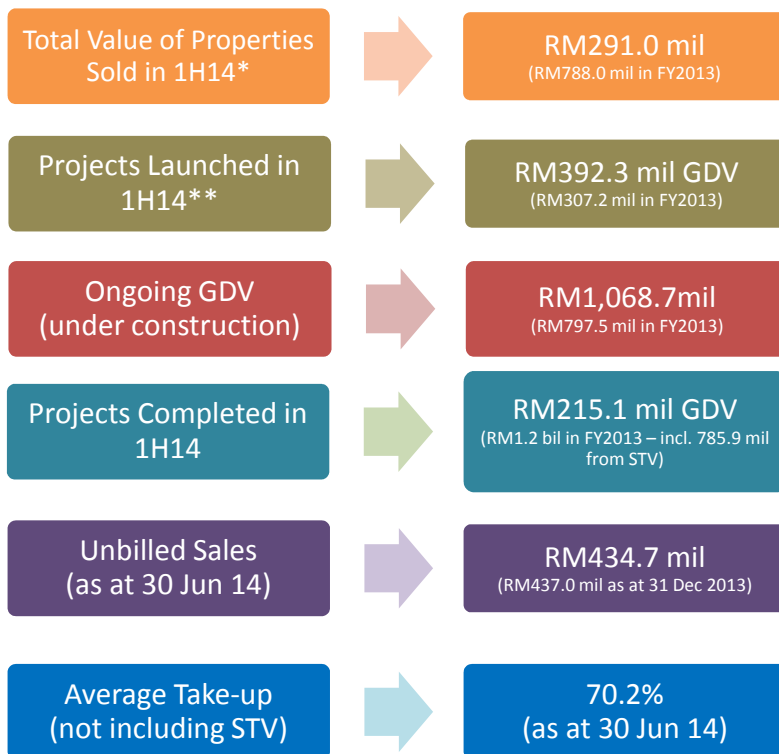 Total Value of Properties
Sold in 1H14*
RM291.0 mil
(RM788.0 mil in FY2013)
Projects Launched in
1H14**
RM392.3 mil GDV
(RM307.2 mil in FY2013)
Ongoing GDV
(under construction)
RM1,068.7mil
(RM797.5 mil in FY2013)
Projects Completed in
1H14
RM215.1 mil GDV
(RM1.2 bil in FY2013 – incl. 785.9 mil
from STV)
Unbilled Sales
(as at 30 Jun 14)
RM434.7 mil
(RM437.0 mil as at 31 Dec 2013)
Average Take-up
(not including STV)
70.2%
(as at 30 Jun 14)